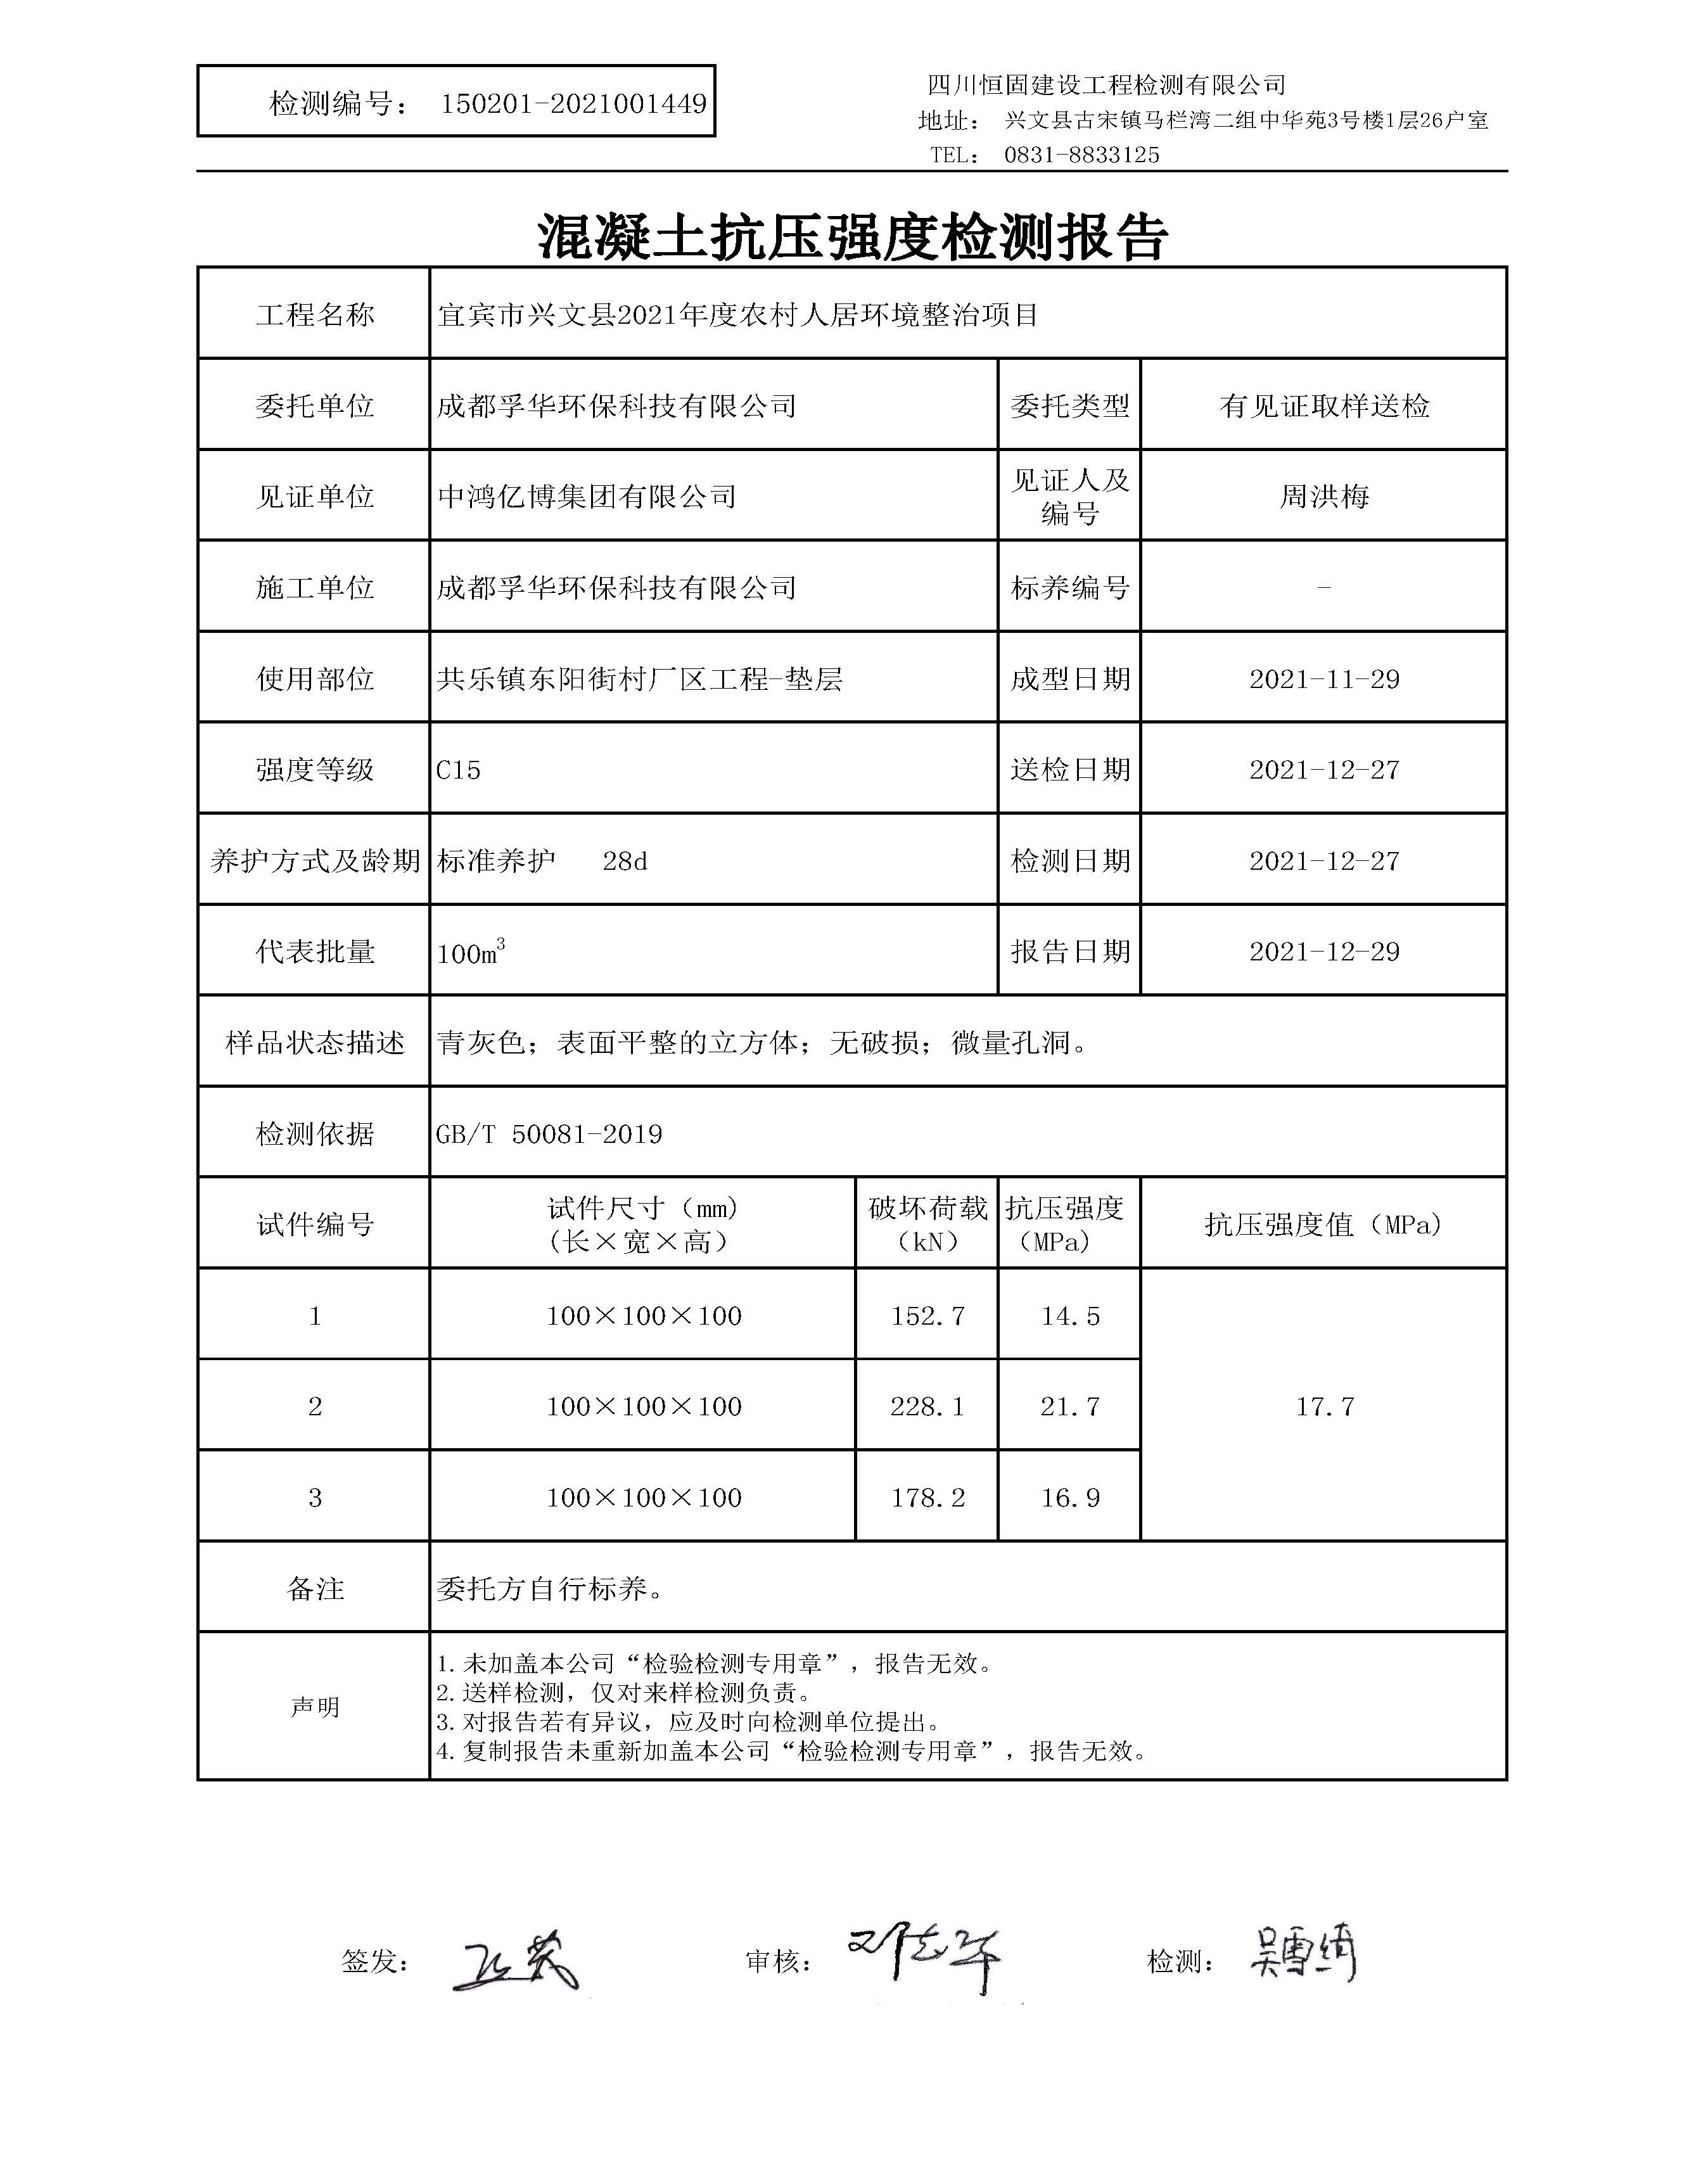 检测编号： 150201-2021001449
四川恒固建设工程检测有限公司
地址： 兴文县古宋镇马栏湾二组中华苑3号楼1层26户室
TEL： 0831-8833125
混凝土抗压强度检测报告
工程名称 宜宾市兴文县2021年度农村人居环境整治项目
委托单位 成都孚华环保科技有限公司 委托类型 有见证取样送检
见证单位 中鸿亿博集团有限公司 见证人及编号 周洪梅
施工单位 成都孚华环保科技有限公司 标养编号 -
使用部位 共乐镇东阳街村厂区工程-垫层 成型日期 2021-11-29
强度等级 C15 送检日期 2021-12-27
养护方式及龄期 标准养护 28d 检测日期 2021-12-27
代表批量 100m³ 报告日期 2021-12-29
样品状态描述 青灰色；表面平整的立方体；无破损；微量孔洞。
检测依据 GB/T 50081-2019
试件编号 试件尺寸（mm）（长×宽×高） 破坏荷载（kN） 抗压强度（MPa） 抗压强度值（MPa）
1 100×100×100 152.7 14.5
2 100×100×100 228.1 21.7 17.7
3 100×100×100 178.2 16.9
备注 委托方自行标养。
声明
1.未加盖本公司“检验检测专用章”，报告无效。
2.送样检测，仅对来样检测负责。
3.对报告若有异议，应及时向检测单位提出。
4.复制报告未重新加盖本公司“检验检测专用章”，报告无效。
签发： 审核： 邓志华 检测： 吴雪绮